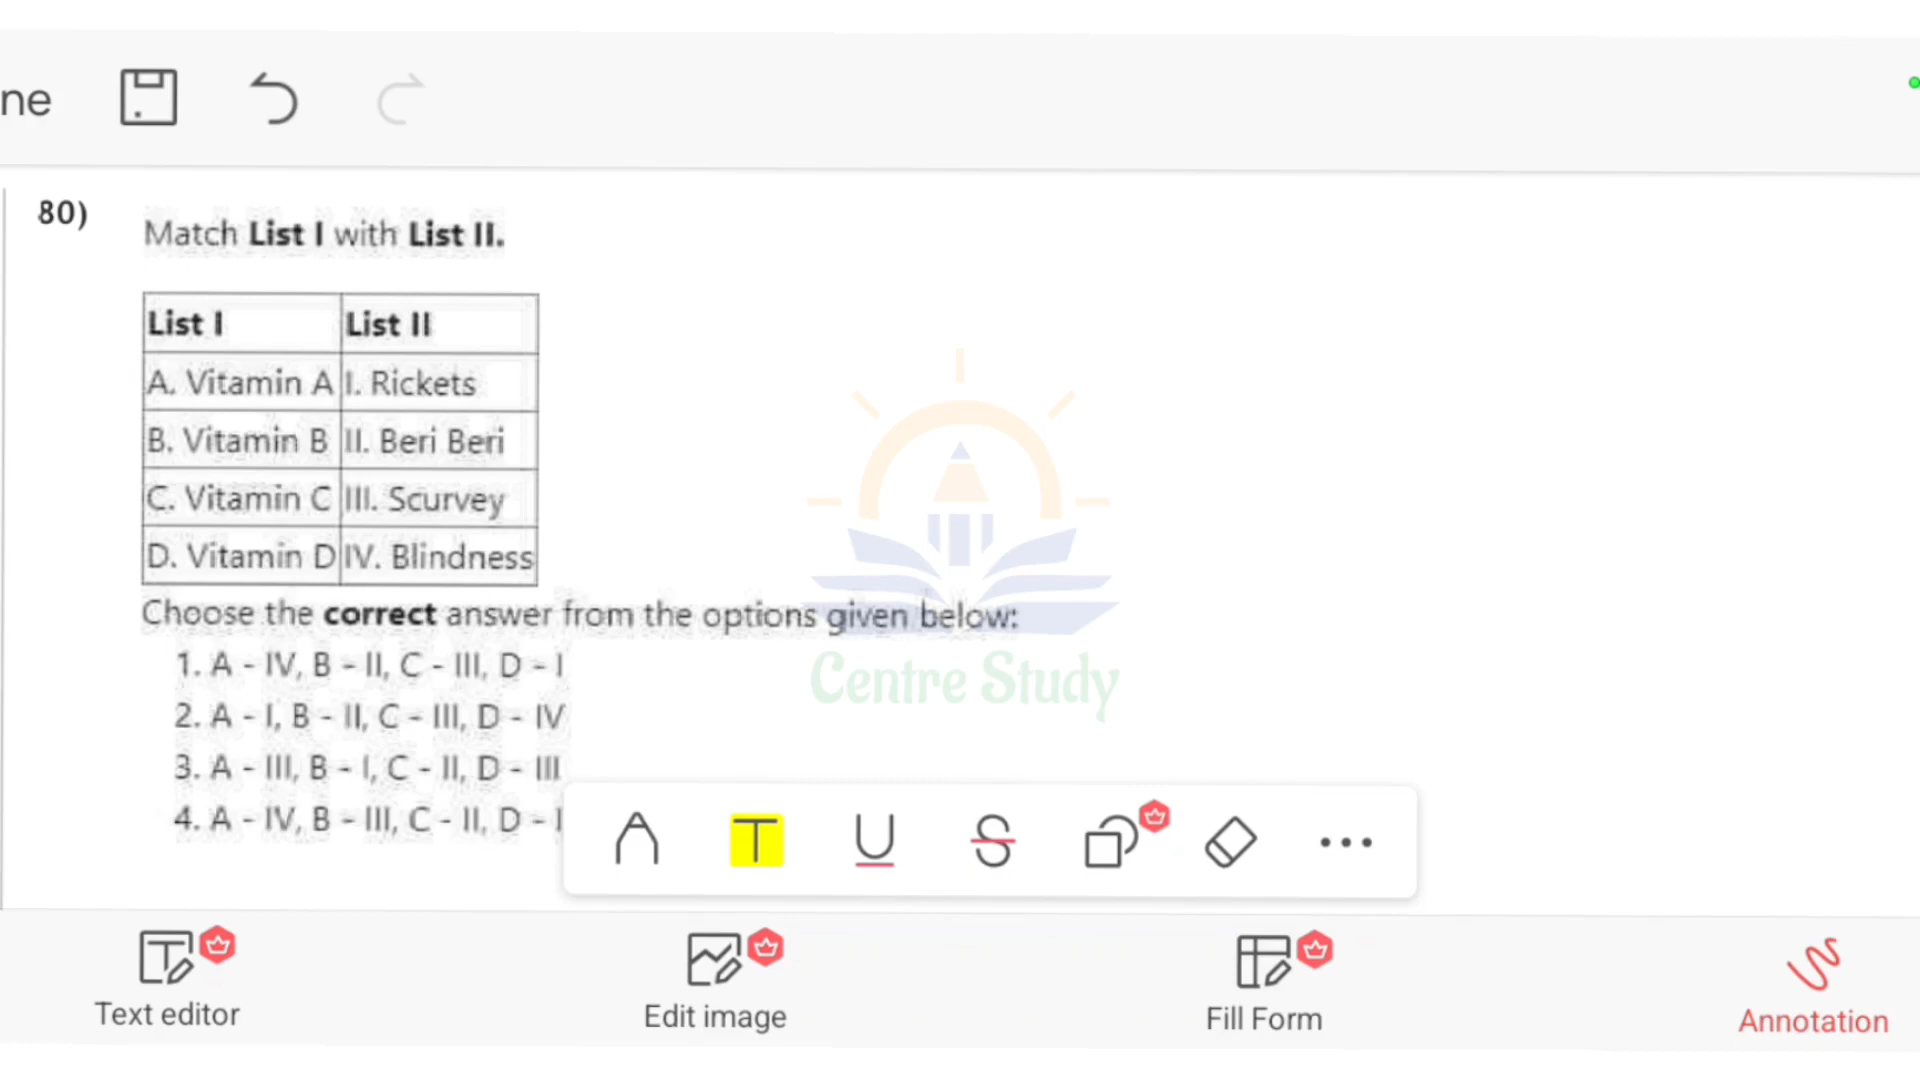 ne
80)
Match List I with List II.
List I List II
A. Vitamin A I. Rickets
B. Vitamin B II. Beri Beri
C. Vitamin C III. Scurvey
D. Vitamin D IV. Blindness
Choose the correct answer from the options given below:
1. A - IV, B - II, C - III, D - I
2. A - I, B - II, C - III, D - IV
3. A - III, B - I, C - II, D - III
4. A - IV, B - III, C - II, D - I
Centre Study
Text editor
Edit image
Fill Form
Annotation